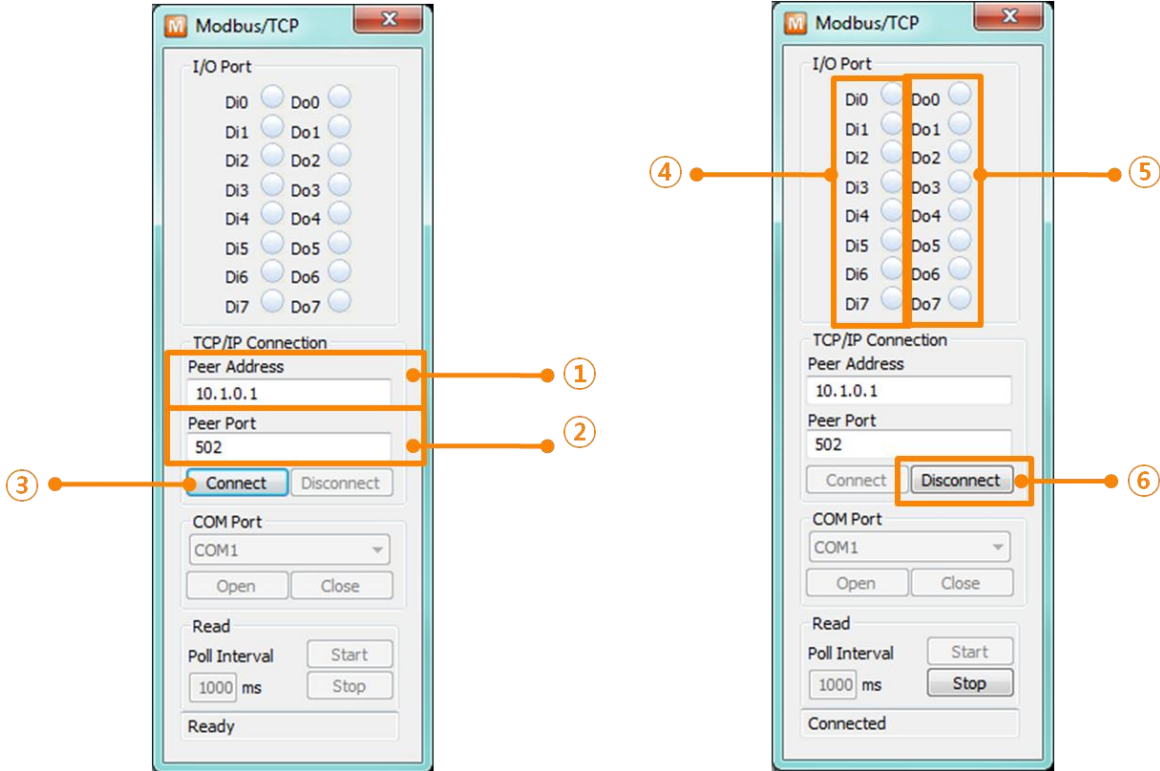 Modbus/TCP
I/O Port
Di0 Do0
Di1 Do1
Di2 Do2
Di3 Do3
Di4 Do4
Di5 Do5
Di6 Do6
Di7 Do7
TCP/IP Connection
Peer Address
10.1.0.1
①
Peer Port
502
②
③
Connect Disconnect
COM Port
COM1
Open Close
Read
Poll Interval Start
1000 ms Stop
Ready
Modbus/TCP
I/O Port
Di0 Do0
Di1 Do1
Di2 Do2
④ Di3 Do3 ⑤
Di4 Do4
Di5 Do5
Di6 Do6
Di7 Do7
TCP/IP Connection
Peer Address
10.1.0.1
Peer Port
502
Connect Disconnect ⑥
COM Port
COM1
Open Close
Read
Poll Interval Start
1000 ms Stop
Connected